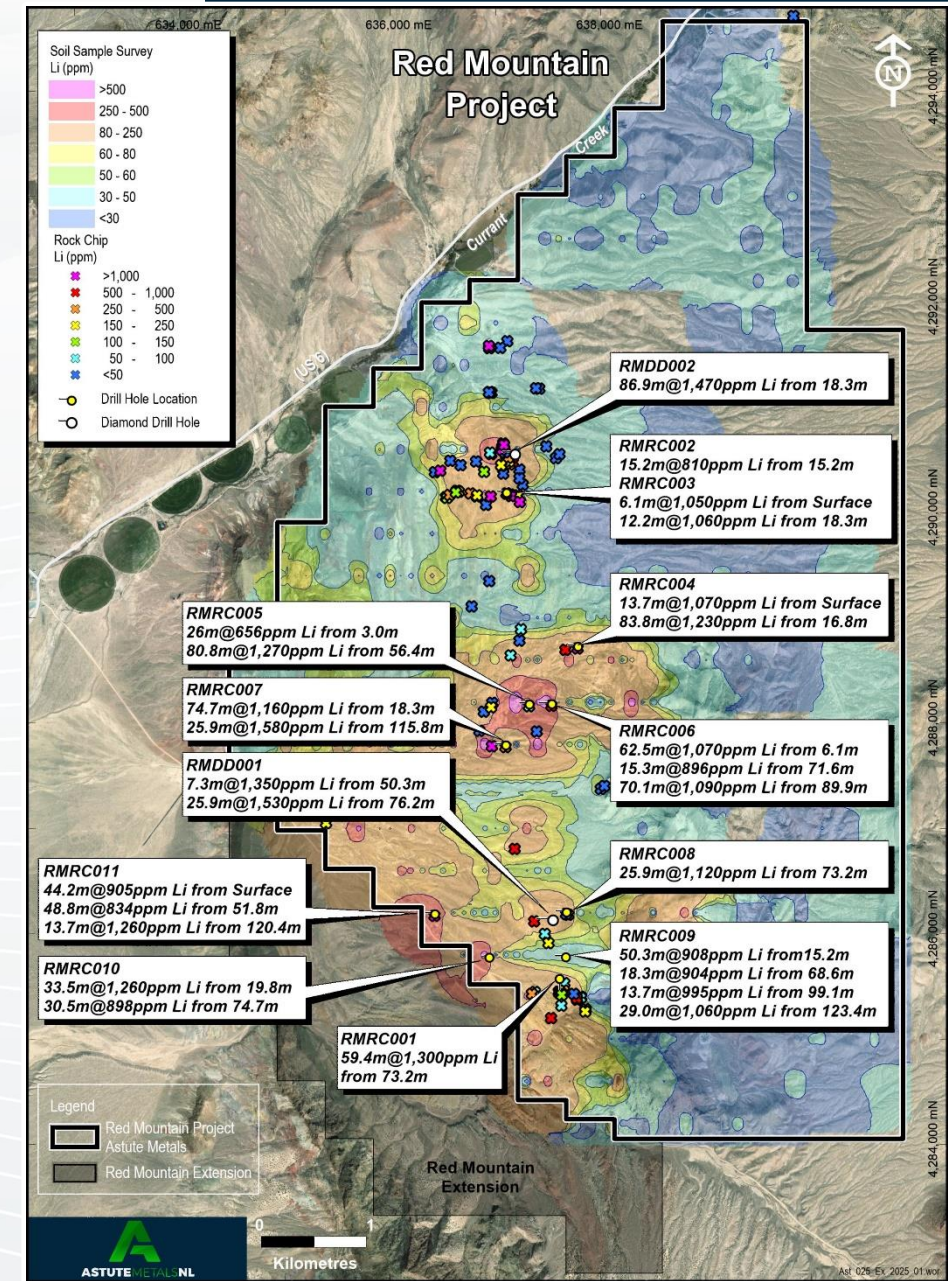 634,000 mE
636,000 mE
638,000 mE
Soil Sample Survey
Li (ppm)
>500
250 - 500
80 - 250
60 - 80
50 - 60
30 - 50
<30
Rock Chip
Li (ppm)
>1,000
500 - 1,000
250 - 500
150 - 250
100 - 150
50 - 100
<50
Drill Hole Location
Diamond Drill Hole
Red Mountain
Project
N
4,294,000 mN
Creek
Currant
(US 6)
4,292,000 mN
RMDD002
86.9m@1,470ppm Li from 18.3m
RMRC002
15.2m@810ppm Li from 15.2m
RMRC003
6.1m@1,050ppm Li from Surface
12.2m@1,060ppm Li from 18.3m
4,290,000 mN
RMRC004
13.7m@1,070ppm Li from Surface
83.8m@1,230ppm Li from 16.8m
RMRC005
26m@656ppm Li from 3.0m
80.8m@1,270ppm Li from 56.4m
RMRC007
74.7m@1,160ppm Li from 18.3m
25.9m@1,580ppm Li from 115.8m
4,288,000 mN
RMRC006
62.5m@1,070ppm Li from 6.1m
15.3m@896ppm Li from 71.6m
70.1m@1,090ppm Li from 89.9m
RMDD001
7.3m@1,350ppm Li from 50.3m
25.9m@1,530ppm Li from 76.2m
RMRC008
25.9m@1,120ppm Li from 73.2m
RMRC011
44.2m@905ppm Li from Surface
48.8m@834ppm Li from 51.8m
13.7m@1,260ppm Li from 120.4m
4,286,000 mN
RMRC009
50.3m@908ppm Li from15.2m
18.3m@904ppm Li from 68.6m
13.7m@995ppm Li from 99.1m
29.0m@1,060ppm Li from 123.4m
RMRC010
33.5m@1,260ppm Li from 19.8m
30.5m@898ppm Li from 74.7m
RMRC001
59.4m@1,300ppm Li
from 73.2m
4,284,000 mN
Legend
Red Mountain Project
Astute Metals
Red Mountain Extension
Red Mountain
Extension
ASTUTEMETALSNL
0 1
Kilometres
Ast_025_Ex_2025_01.wor